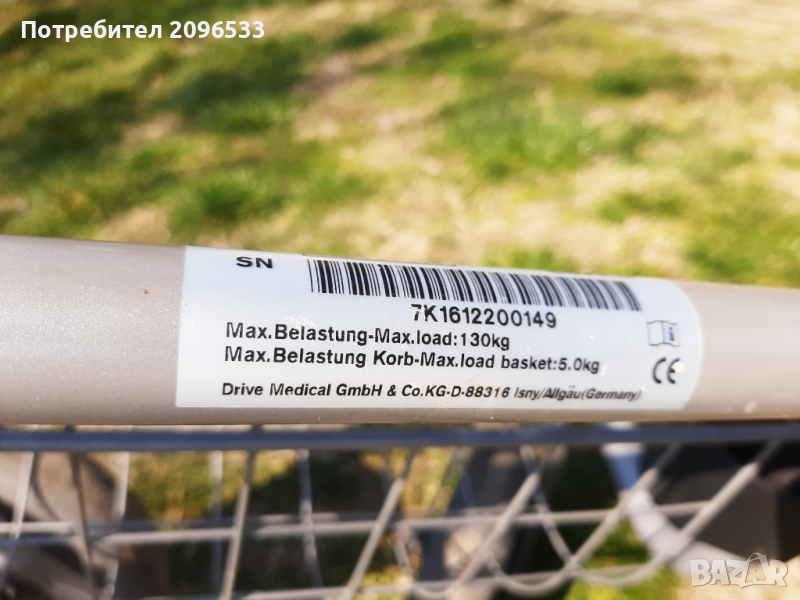 Потребител 2096533
SN
7K1612200149
Max.Belastung-Max.load:130kg
Max.Belastung Korb-Max.load basket:5.0kg
CE
Drive Medical GmbH & Co.KG-D-88316 Isny/Allgäu(Germany)
BAZAR